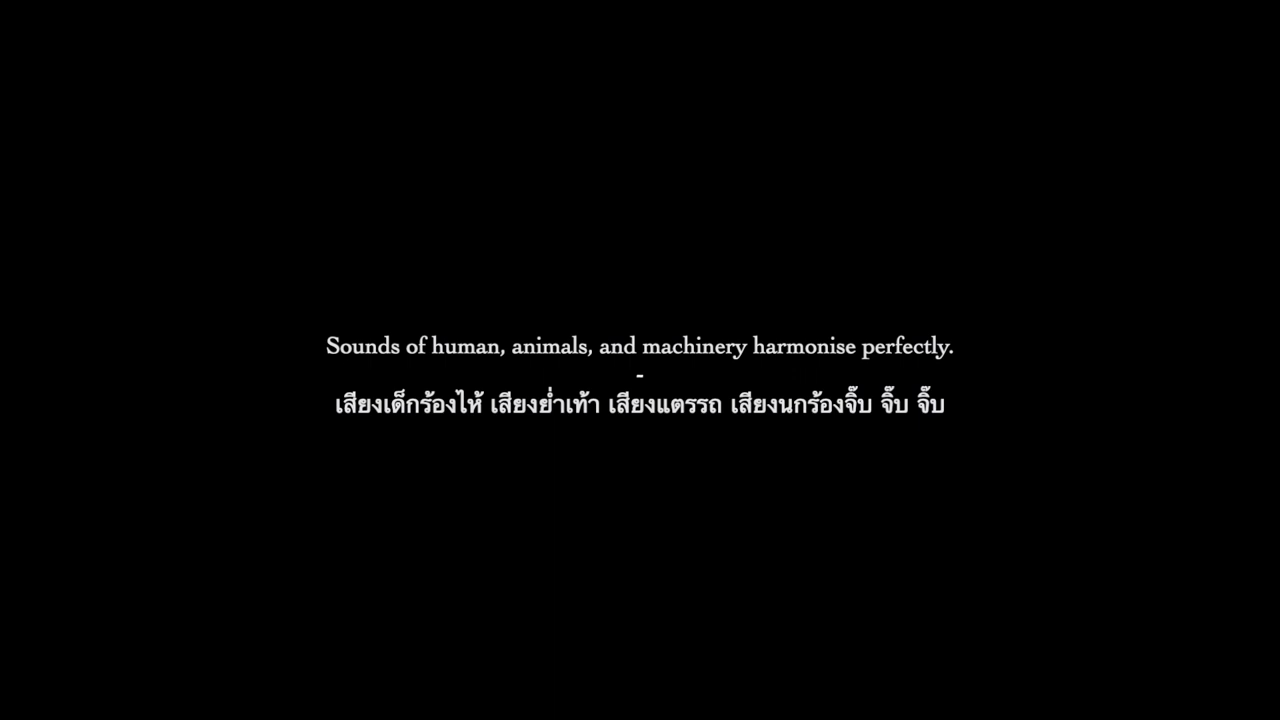 Sounds of human, animals, and machinery harmonise perfectly.
-
เสียงเด็กร้องไห้ เสียงย่ำเท้า เสียงแตรรถ เสียงนกร้องจิ๊บ จิ๊บ จิ๊บ